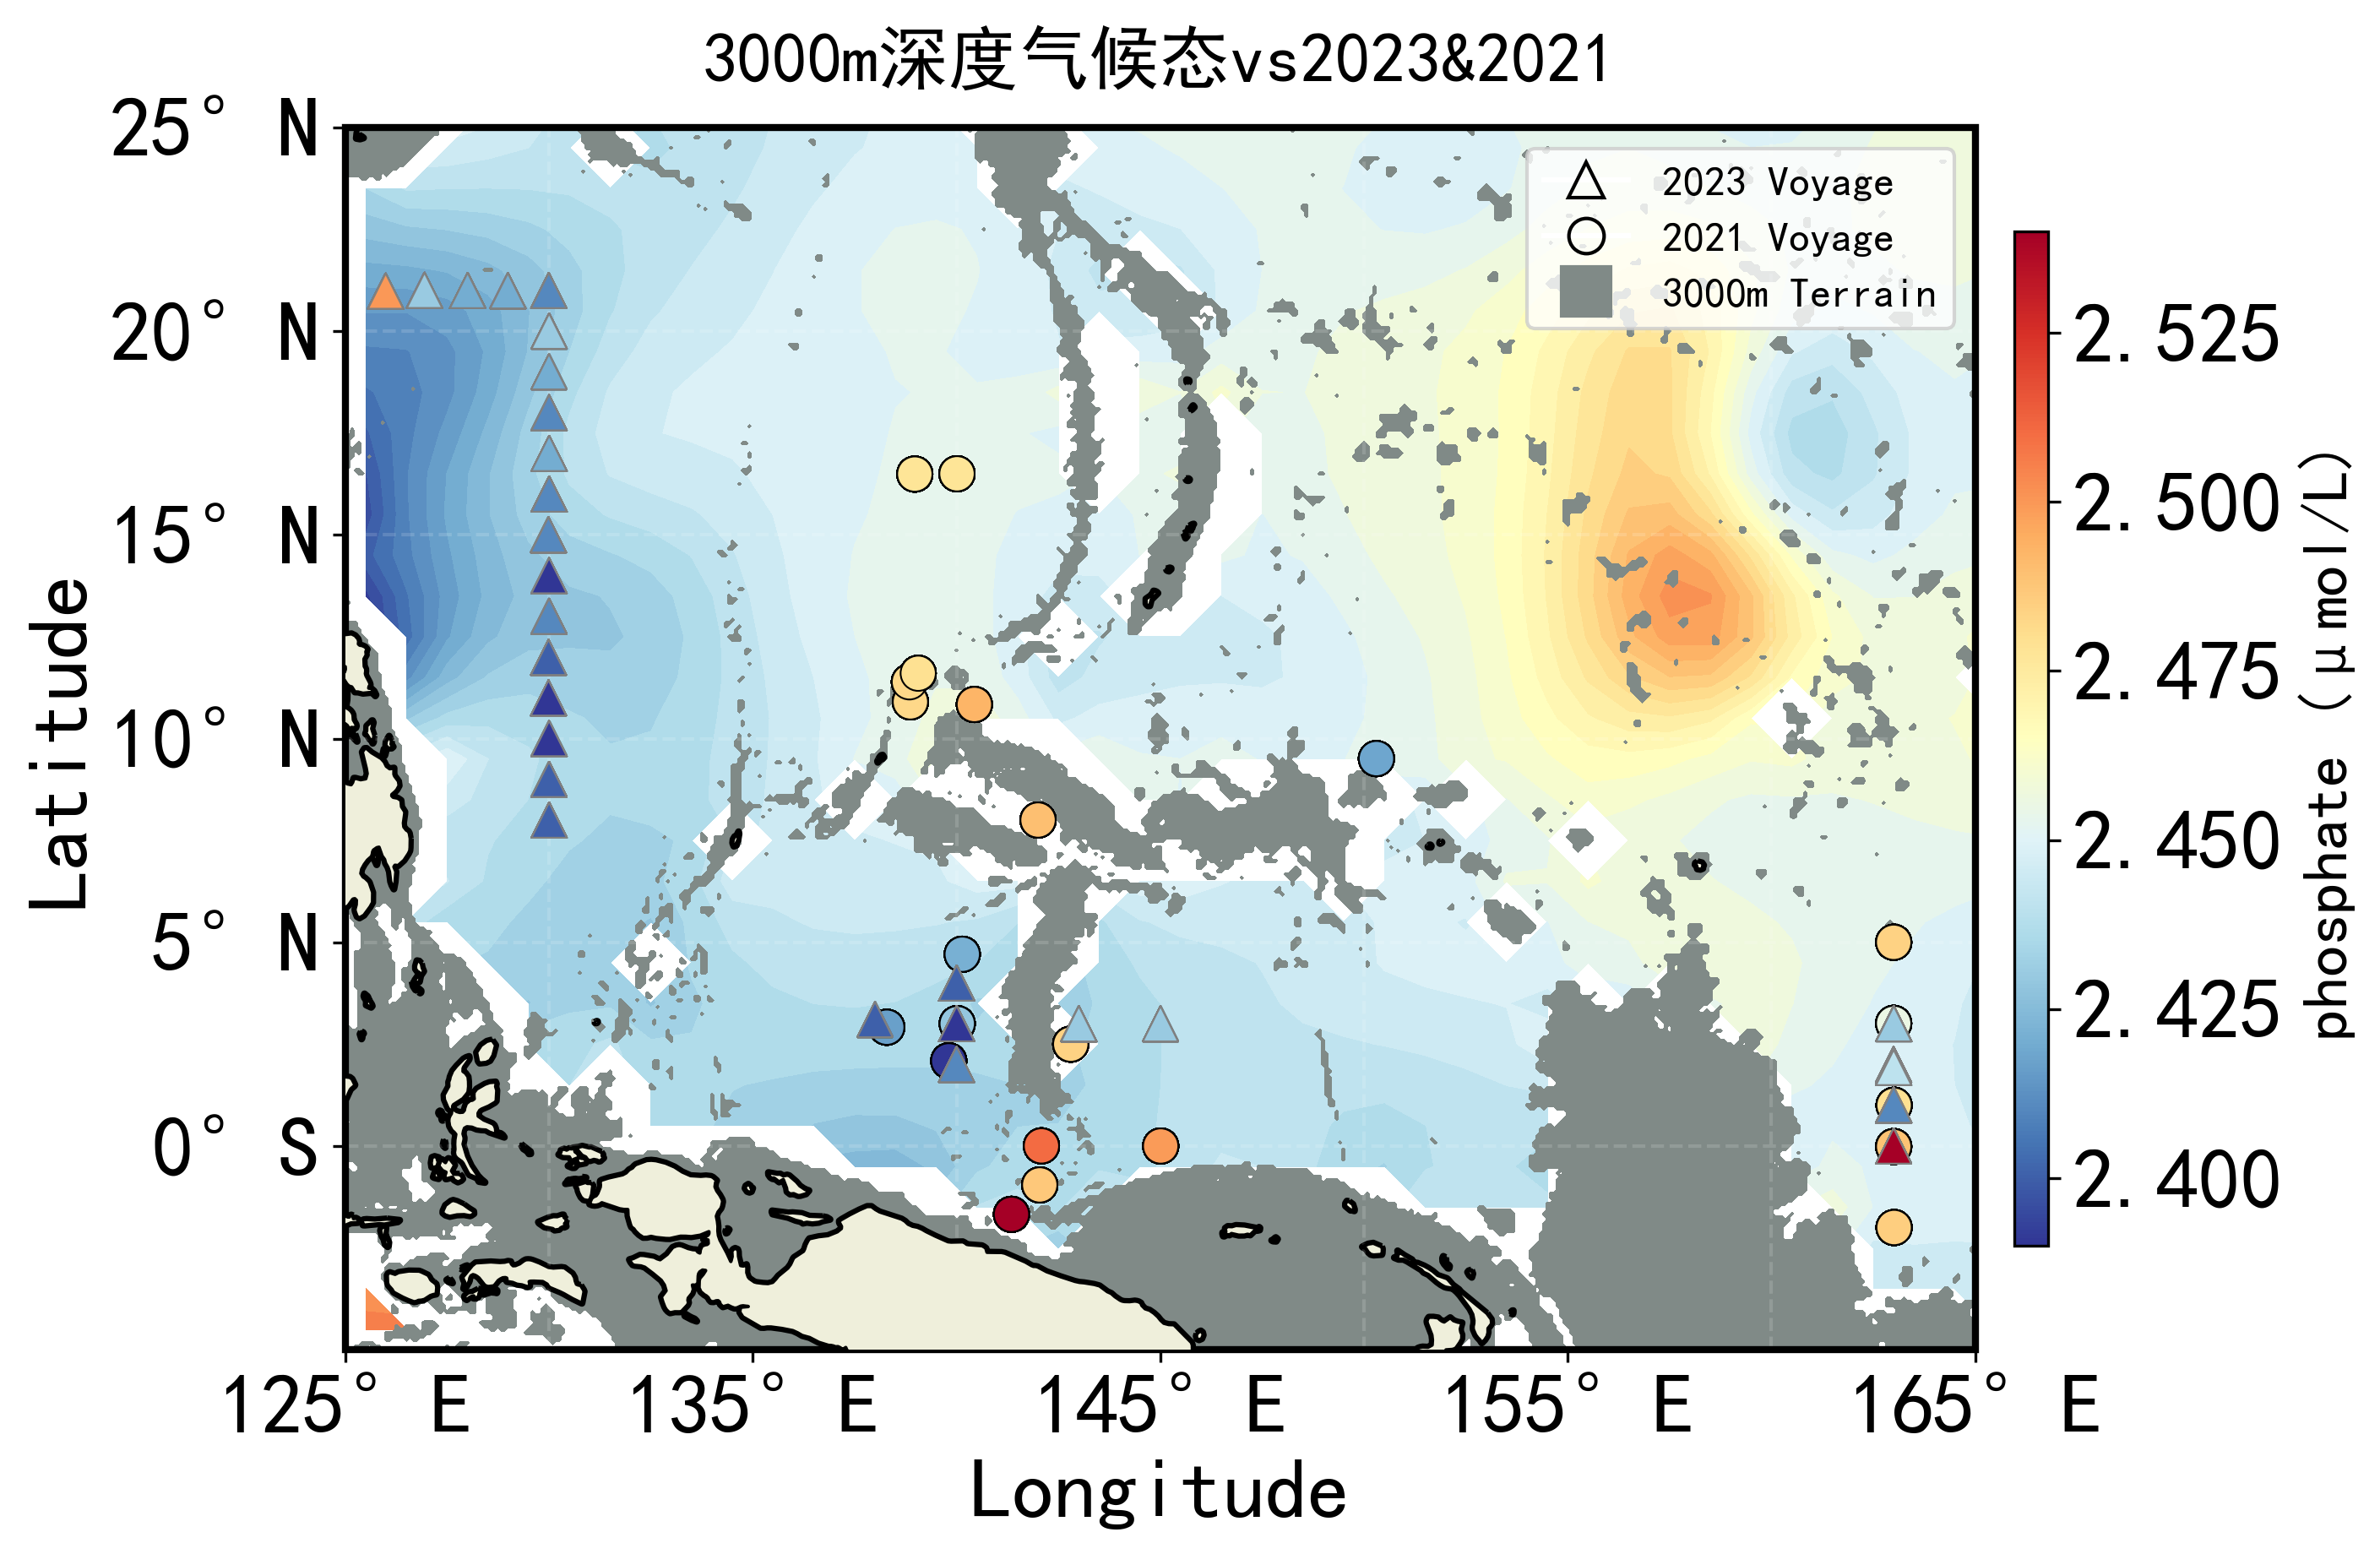 3000m深度气候态vs2023&2021
25° N
20° N
15° N
10° N
5° N
0° S
Latitude
2023 Voyage
2021 Voyage
3000m Terrain
125° E
135° E
145° E
155° E
165° E
Longitude
2.525
2.500
2.475
2.450
2.425
2.400
phosphate (μmol/L)